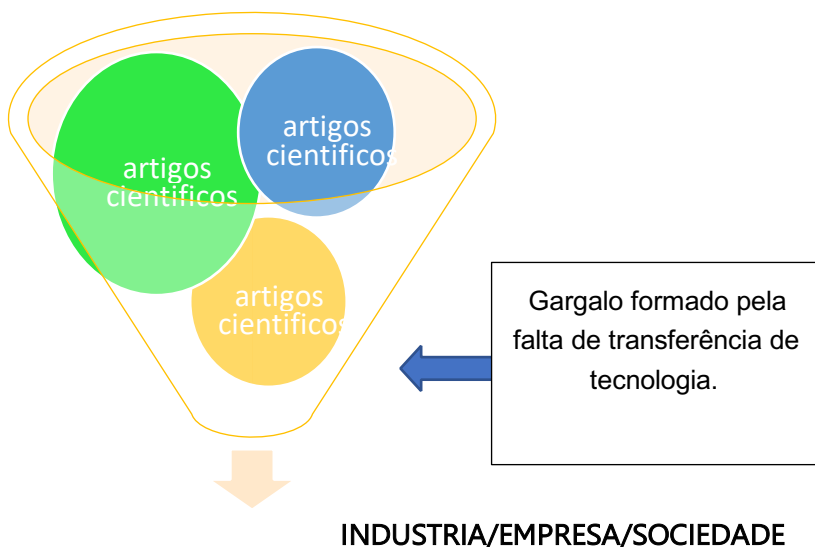 artigos
cientificos
artigos
cientificos
artigos
cientificos
Gargalo formado pela
falta de transferência de
tecnologia.
INDUSTRIA/EMPRESA/SOCIEDADE